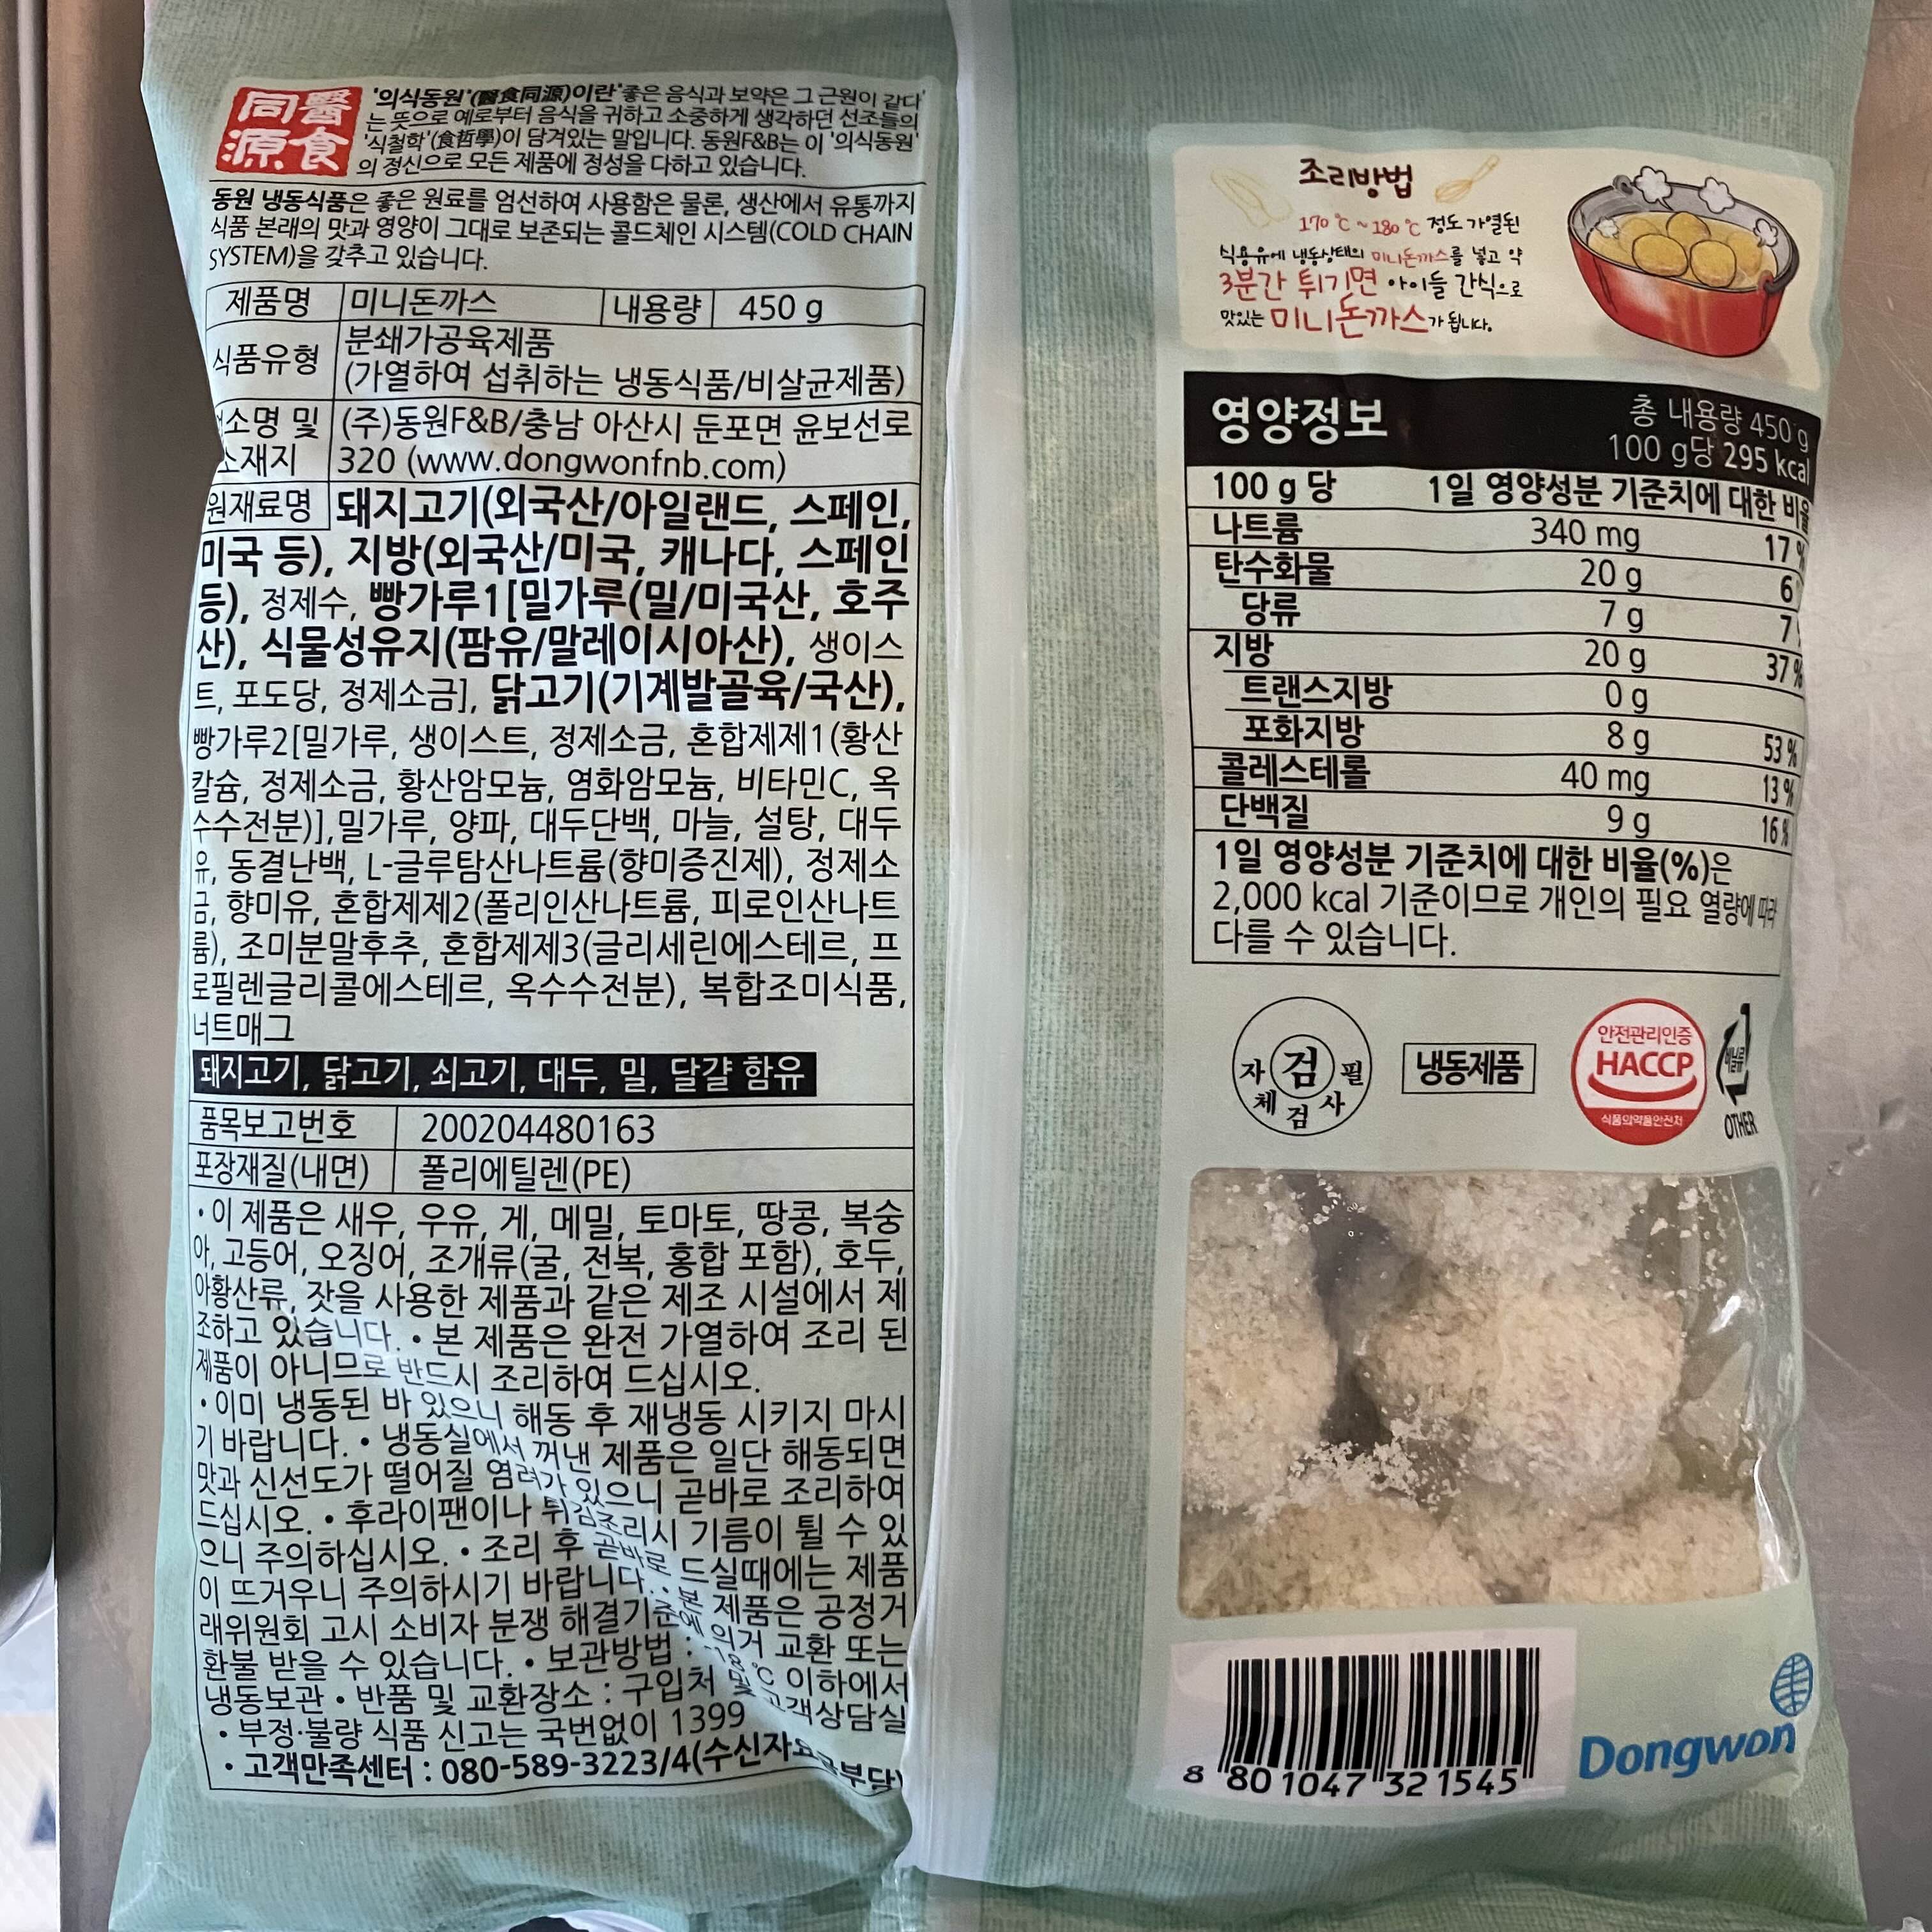 同醫
源食
'의식동원'(醫食同源)이란 '좋은 음식과 보약은 그 근원이 같다'
는 뜻으로 예로부터 음식을 귀하고 소중하게 생각하던 선조들의
'식철학'(食哲學)이 담겨있는 말입니다. 동원F&B는 이 '의식동원'
의 정신으로 모든 제품에 정성을 다하고 있습니다.
동원 냉동식품은 좋은 원료를 엄선하여 사용함은 물론, 생산에서 유통까지
식품 본래의 맛과 영양이 그대로 보존되는 콜드체인 시스템(COLD CHAIN
SYSTEM)을 갖추고 있습니다.
제품명 미니돈까스 내용량 450 g
식품유형 분쇄가공육제품
(가열하여 섭취하는 냉동식품/비살균제품)
소명 및 (주)동원F&B/충남 아산시 둔포면 윤보선로
소재지 320 (www.dongwonfnb.com)
원재료명 돼지고기(외국산/아일랜드, 스페인,
미국 등), 지방(외국산/미국, 캐나다, 스페인
등), 정제수, 빵가루1[밀가루(밀/미국산, 호주
산), 식물성유지(팜유/말레이시아산), 생이스
트, 포도당, 정제소금], 닭고기(기계발골육/국산),
빵가루2[밀가루, 생이스트, 정제소금, 혼합제제1(황산
칼슘, 정제소금, 황산암모늄, 염화암모늄, 비타민C, 옥
수수전분)],밀가루, 양파, 대두단백, 마늘, 설탕, 대두
유, 동결난백, L-글루탐산나트륨(향미증진제), 정제소
금, 향미유, 혼합제제2(폴리인산나트륨, 피로인산나트
륨), 조미분말후추, 혼합제제3(글리세린에스테르, 프
로필렌글리콜에스테르, 옥수수전분), 복합조미식품,
너트매그
돼지고기, 닭고기, 쇠고기, 대두, 밀, 달걀 함유
품목보고번호 200204480163
포장재질(내면) 폴리에틸렌(PE)
• 이 제품은 새우, 우유, 게, 메밀, 토마토, 땅콩, 복숭
아, 고등어, 오징어, 조개류(굴, 전복, 홍합 포함), 호두,
아황산류, 잣을 사용한 제품과 같은 제조 시설에서 제
조하고 있습니다. • 본 제품은 완전 가열하여 조리 된
제품이 아니므로 반드시 조리하여 드십시오.
• 이미 냉동된 바 있으니 해동 후 재냉동 시키지 마시
기 바랍니다. • 냉동실에서 꺼낸 제품은 일단 해동되면
맛과 신선도가 떨어질 염려가 있으니 곧바로 조리하여
드십시오. • 후라이팬이나 튀김조리시 기름이 튈 수 있
으니 주의하십시오. • 조리 후 곧바로 드실때에는 제품
이 뜨거우니 주의하시기 바랍니다. • 본 제품은 공정거
래위원회 고시 소비자 분쟁 해결기준에 의거 교환 또는
환불 받을 수 있습니다. • 보관방법 : -18 ℃ 이하에서
냉동보관 • 반품 및 교환장소 : 구입처 및 고객상담실
• 부정·불량 식품 신고는 국번없이 1399
• 고객만족센터 : 080-589-3223/4(수신자요금부담)
조리방법
170 ℃ ~ 180 ℃ 정도 가열된
식용유에 냉동상태의 미니돈까스를 넣고 약
3분간 튀기면 아이들 간식으로
맛있는 미니돈까스가 됩니다.
영양정보 총 내용량 450 g
100 g당 295 kcal
100 g 당 1일 영양성분 기준치에 대한 비율
나트륨 340 mg 17 %
탄수화물 20 g 6
당류 7 g 7
지방 20 g 37 %
트랜스지방 0 g
포화지방 8 g 53 %
콜레스테롤 40 mg 13 %
단백질 9 g 16 %
1일 영양성분 기준치에 대한 비율(%)은
2,000 kcal 기준이므로 개인의 필요 열량에 따라
다를 수 있습니다.
검
자체검사필
냉동제품
안전관리인증
HACCP
식품의약품안전처
비닐류
OTHER
8 801047 321545
Dongwon